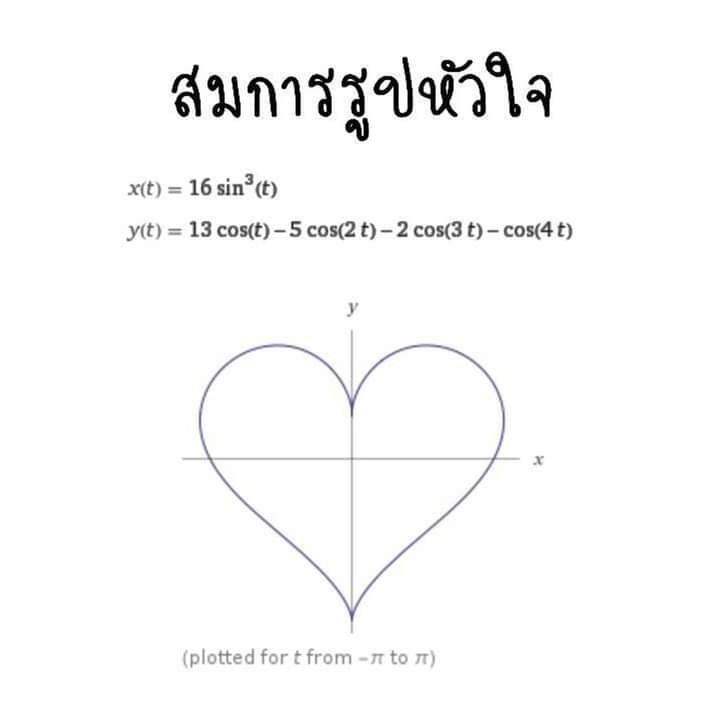 สมการรูปหัวใจ
x(t) = 16 sin³(t)
y(t) = 13 cos(t) – 5 cos(2 t) – 2 cos(3 t) – cos(4 t)
y
x
(plotted for t from –π to π)